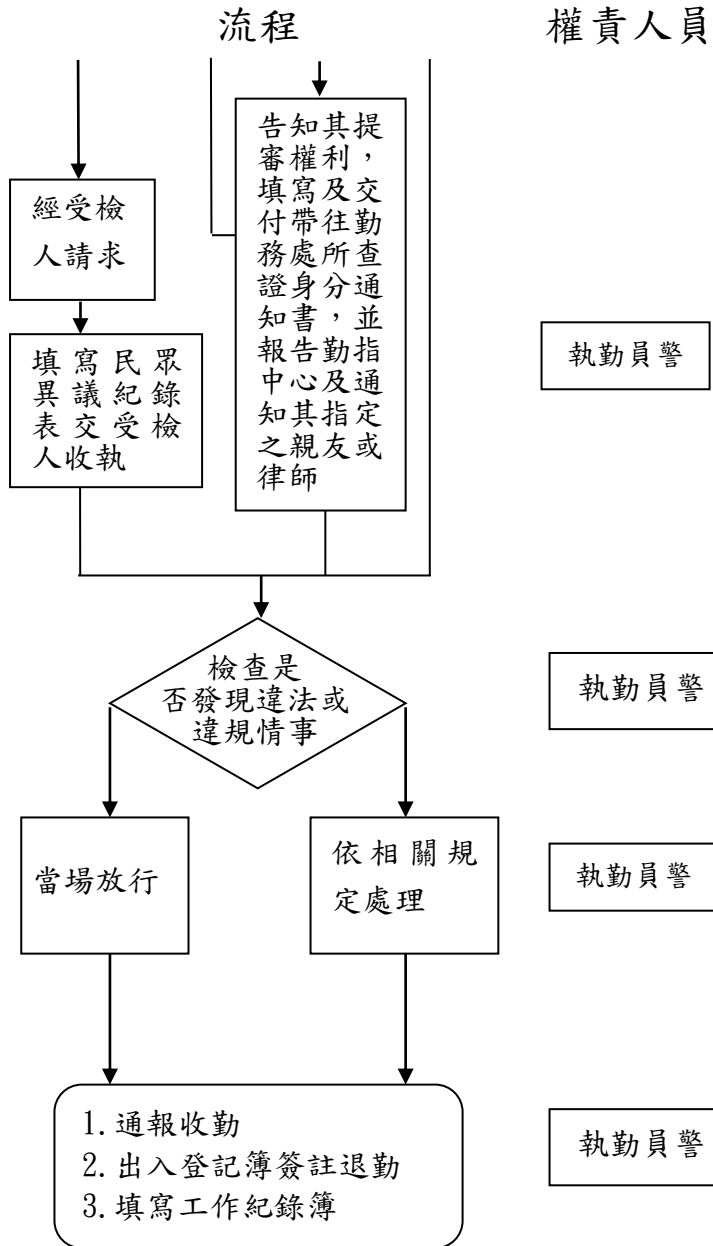 流程
權責人員
經受檢
人請求
填寫民眾
異議紀錄
表交受檢
人收執
告知其提
審權利，
填寫及交
付帶往勤
務處所查
證身分通
知書，並
報告勤指
中心及通
知其指定
之親友或
律師
執勤員警
檢查是
否發現違法或
違規情事
執勤員警
當場放行
依相關規
定處理
執勤員警
1.通報收勤
2.出入登記簿簽註退勤
3.填寫工作紀錄簿
執勤員警